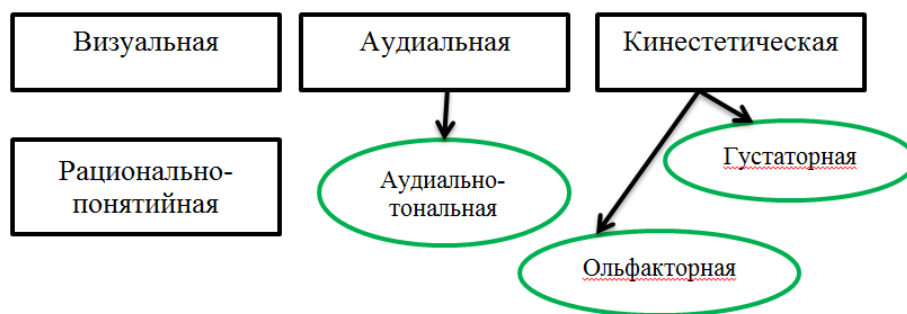 Визуальная
Аудиальная
Кинестетическая
Рационально-
понятийная
Аудиально-
тональная
Густаторная
Ольфакторная